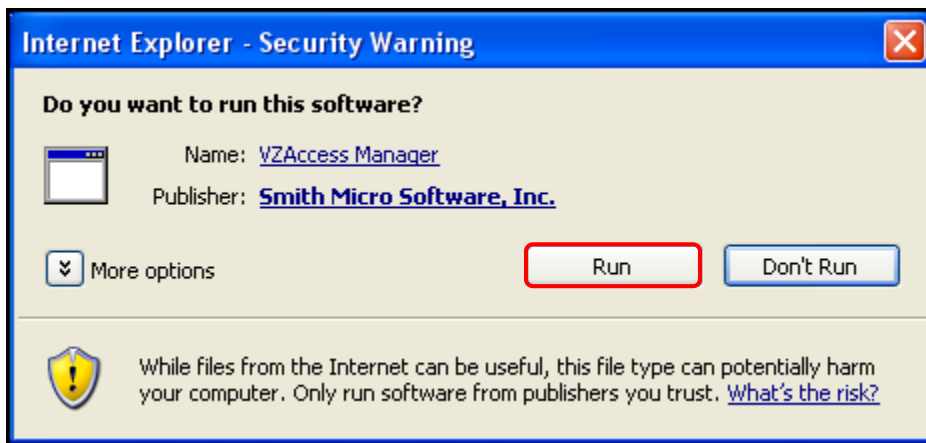 Internet Explorer - Security Warning
Do you want to run this software?
Name: VZAccess Manager
Publisher: Smith Micro Software, Inc.
More options
Run
Don't Run
While files from the Internet can be useful, this file type can potentially harm
your computer. Only run software from publishers you trust. What's the risk?